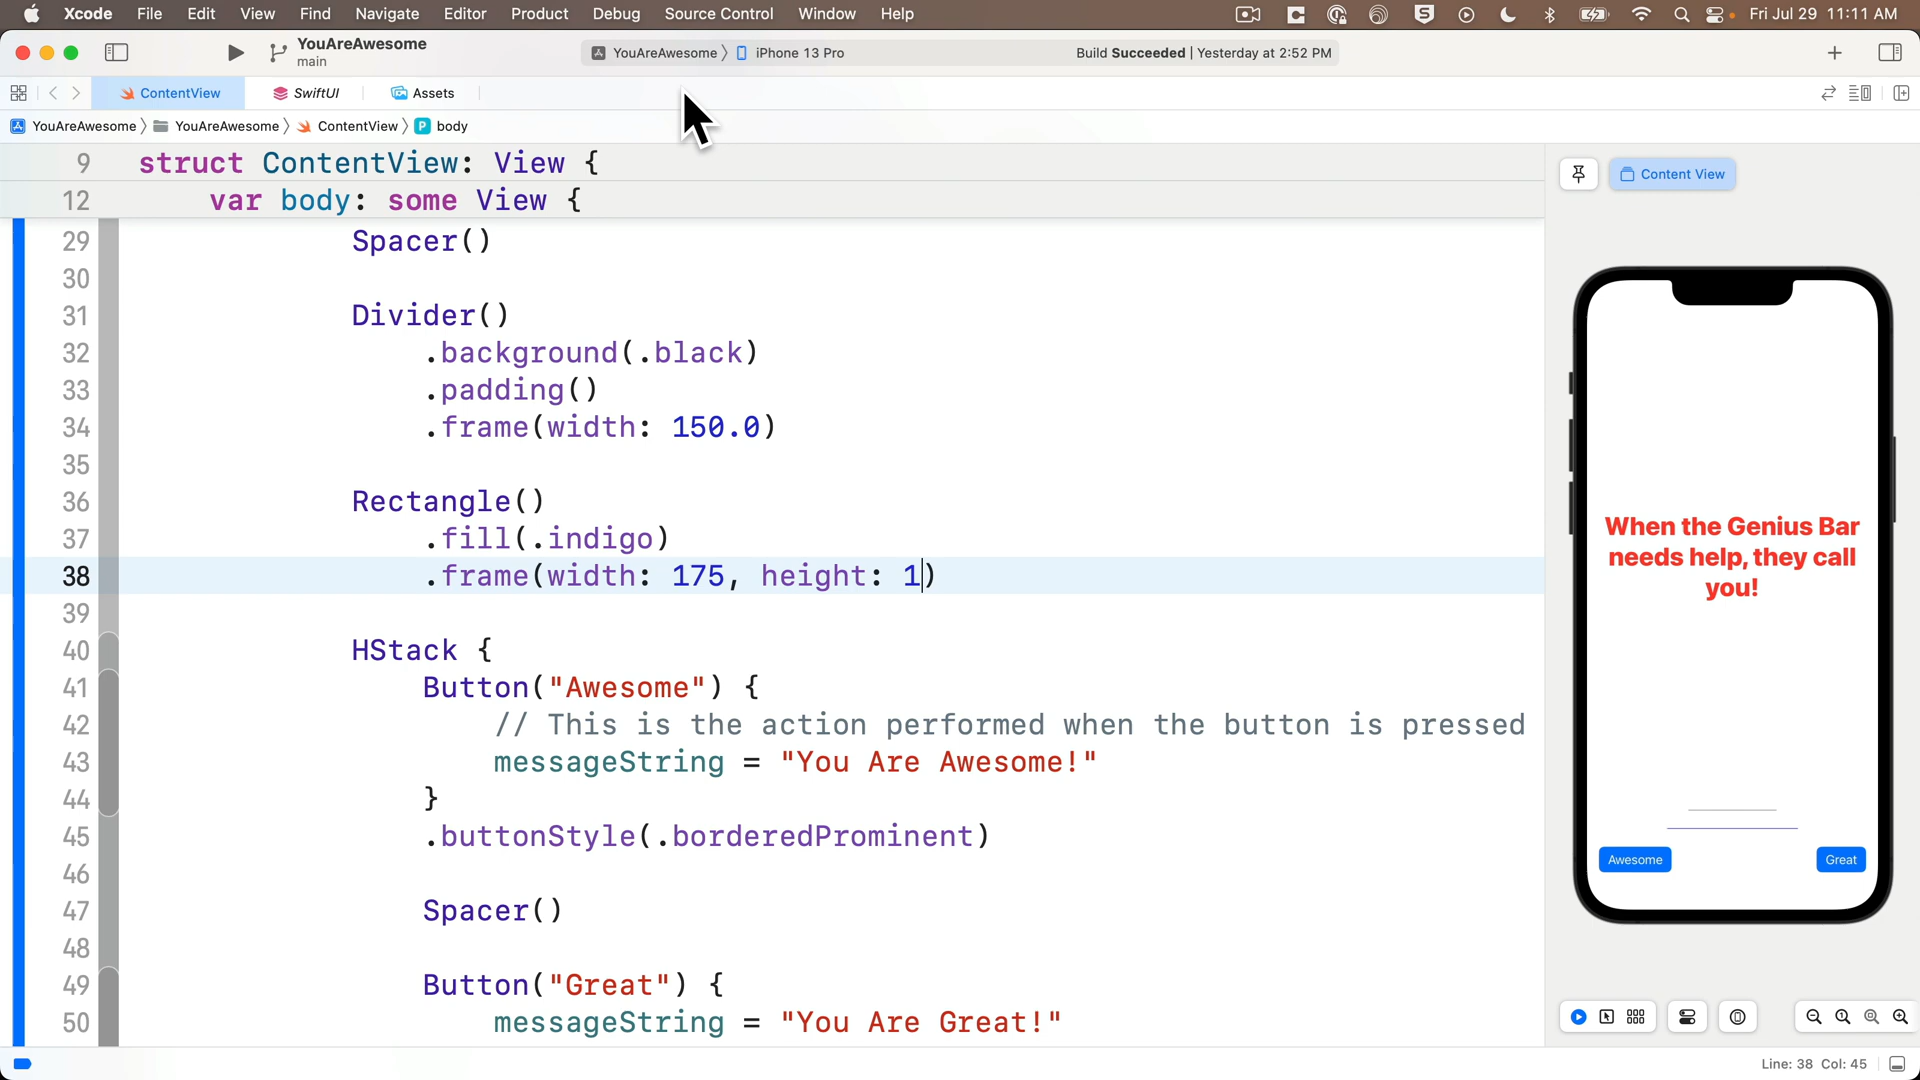 Xcode File Edit View Find Navigate Editor Product Debug Source Control Window Help Fri Jul 29 11:11 AM
YouAreAwesome
main
YouAreAwesome 〉 iPhone 13 Pro Build Succeeded | Yesterday at 2:52 PM
ContentView SwiftUI Assets
YouAreAwesome 〉 YouAreAwesome 〉 ContentView 〉 P body
9 struct ContentView: View {
12 var body: some View {
29 Spacer()
30
31 Divider()
32 .background(.black)
33 .padding()
34 .frame(width: 150.0)
35
36 Rectangle()
37 .fill(.indigo)
38 .frame(width: 175, height: 1)
39
40 HStack {
41 Button("Awesome") {
42 // This is the action performed when the button is pressed
43 messageString = "You Are Awesome!"
44 }
45 .buttonStyle(.borderedProminent)
46
47 Spacer()
48
49 Button("Great") {
50 messageString = "You Are Great!"
Content View
When the Genius Bar
needs help, they call
you!
Awesome Great
Line: 38 Col: 45